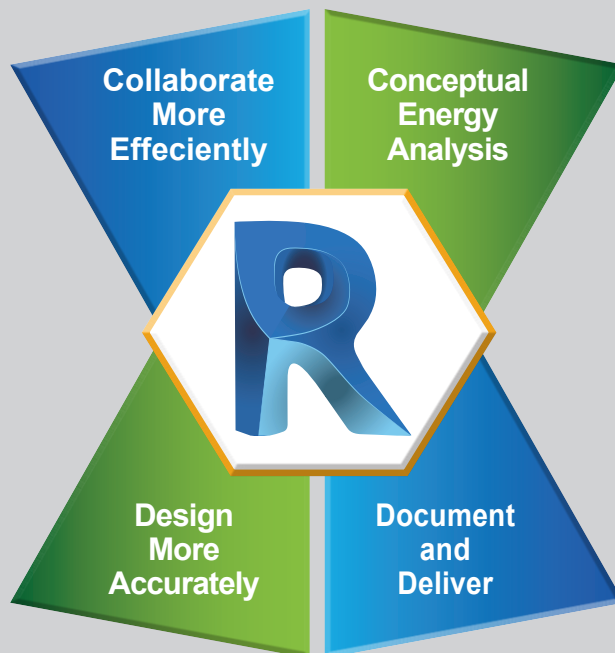 Collaborate
More
Effeciently
Conceptual
Energy
Analysis
R
Design
More
Accurately
Document
and
Deliver